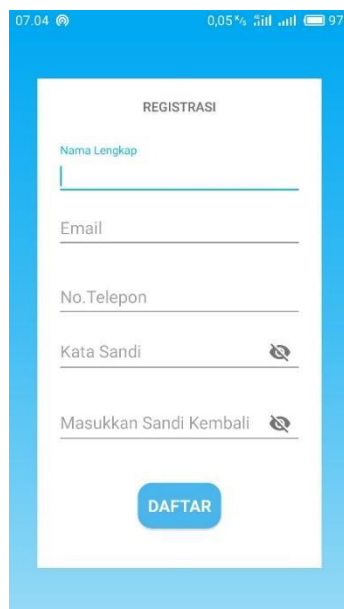 07.04 0,05 K/s 97
REGISTRASI
Nama Lengkap
Email
No.Telepon
Kata Sandi
Masukkan Sandi Kembali
DAFTAR